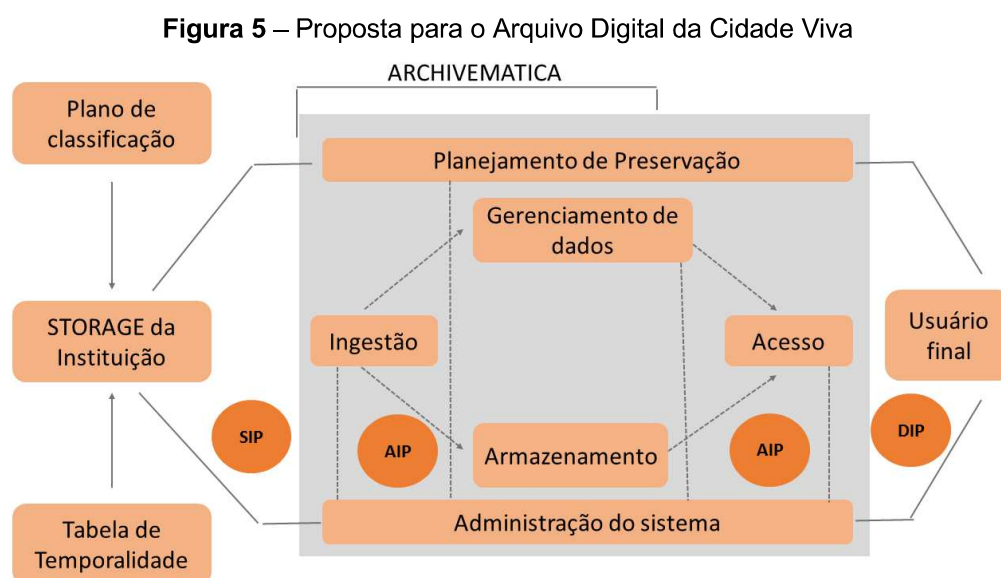 Figura 5 – Proposta para o Arquivo Digital da Cidade Viva
ARCHIVEMATICA
Plano de
classificação
Planejamento de Preservação
Gerenciamento de
dados
STORAGE da
Instituição
Ingestão
Acesso
Usuário
final
SIP
AIP
Armazenamento
AIP
DIP
Tabela de
Temporalidade
Administração do sistema